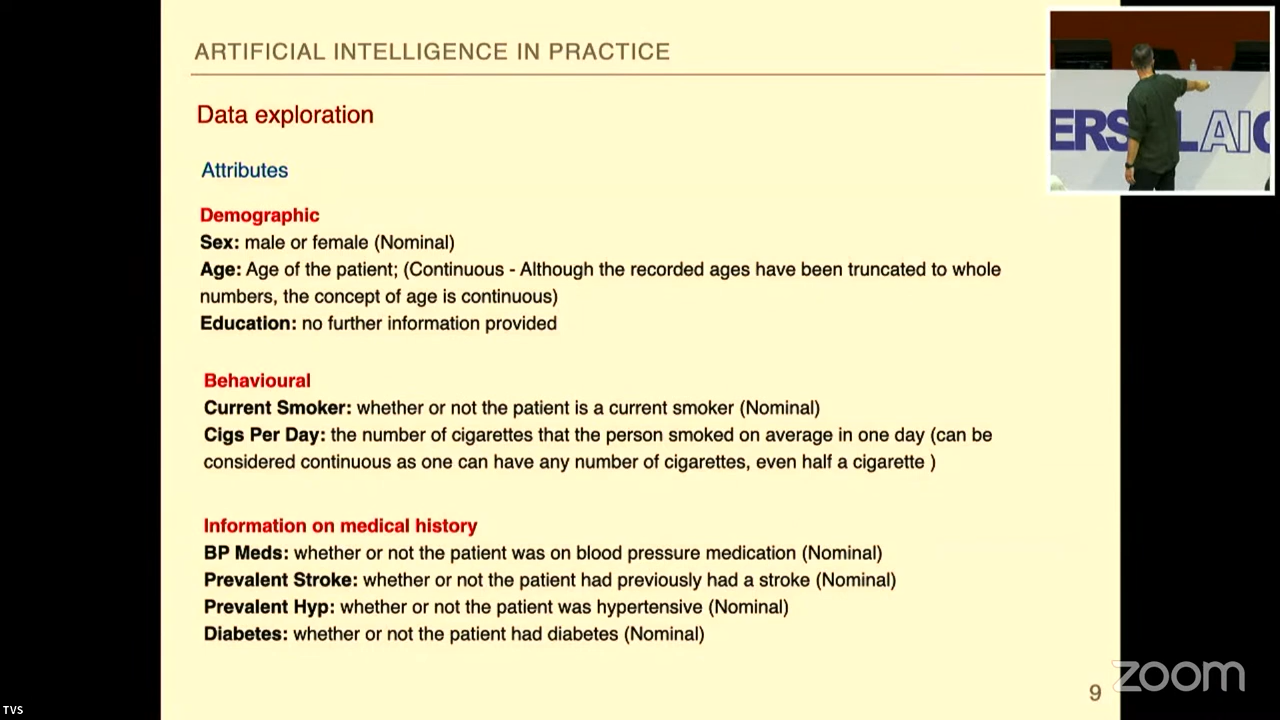 ARTIFICIAL INTELLIGENCE IN PRACTICE
Data exploration
Attributes
Demographic
Sex: male or female (Nominal)
Age: Age of the patient; (Continuous - Although the recorded ages have been truncated to whole
numbers, the concept of age is continuous)
Education: no further information provided
Behavioural
Current Smoker: whether or not the patient is a current smoker (Nominal)
Cigs Per Day: the number of cigarettes that the person smoked on average in one day (can be
considered continuous as one can have any number of cigarettes, even half a cigarette )
Information on medical history
BP Meds: whether or not the patient was on blood pressure medication (Nominal)
Prevalent Stroke: whether or not the patient had previously had a stroke (Nominal)
Prevalent Hyp: whether or not the patient was hypertensive (Nominal)
Diabetes: whether or not the patient had diabetes (Nominal)
9
zoom
TVS